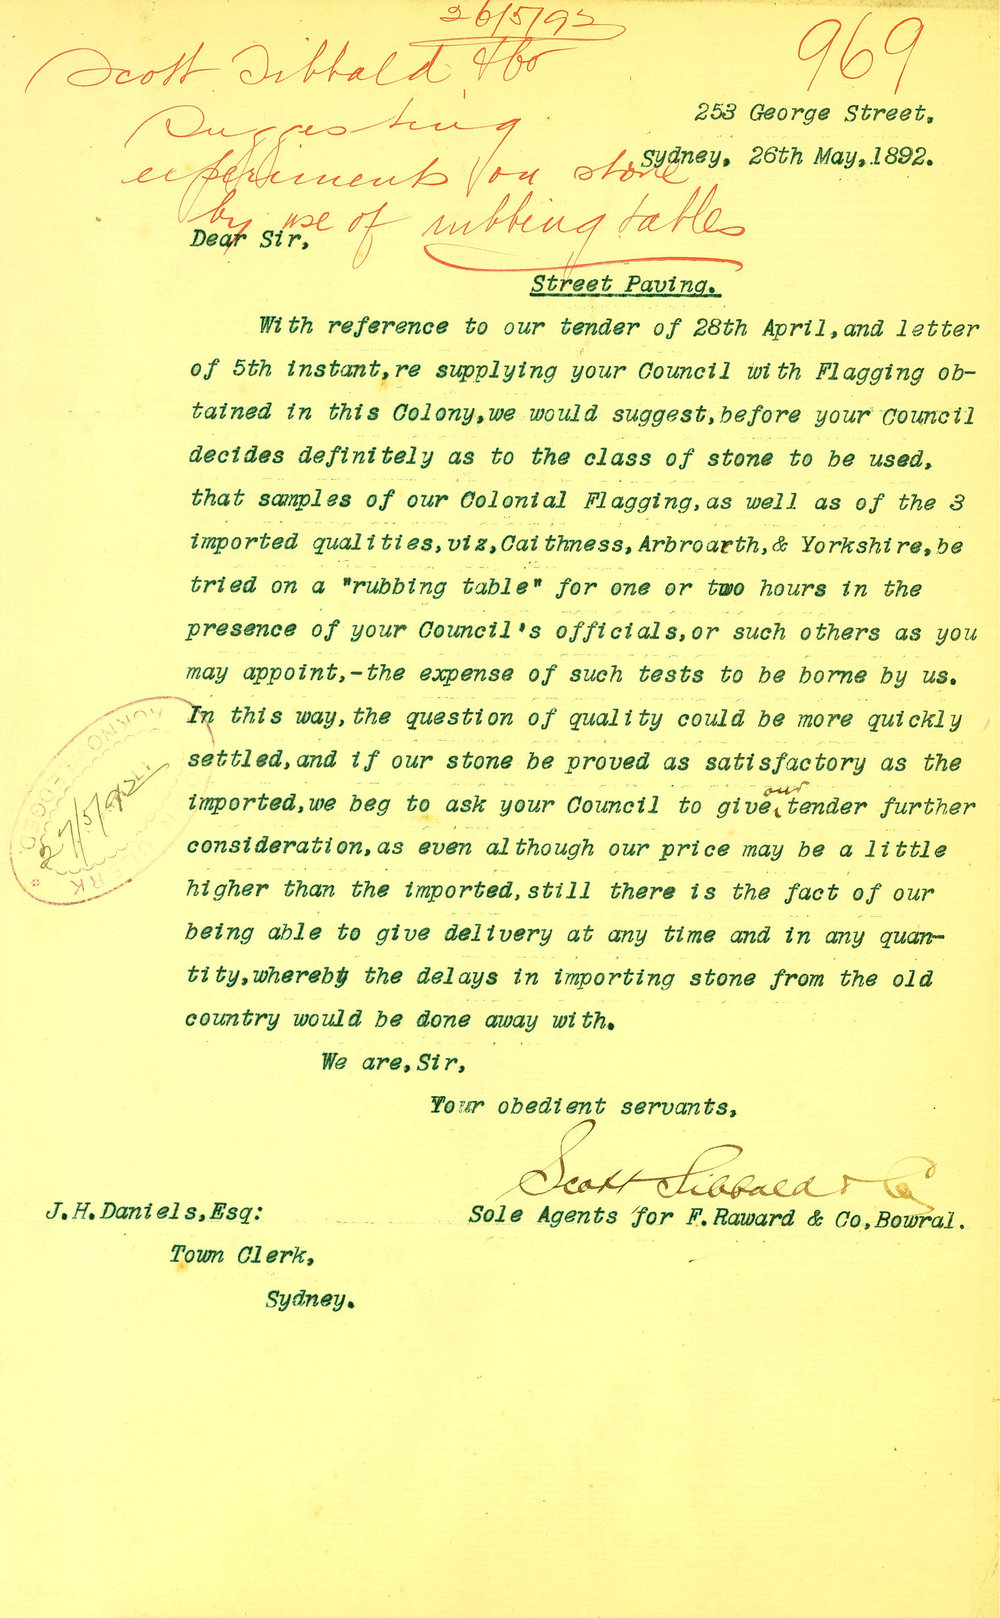 26/5/92
969
Scott Sibbald & Co
Suggesting
experiments on stone
by use of rubbing tables
253 George Street,
Sydney, 26th May, 1892.
Dear Sir,
Street Paving.
With reference to our tender of 28th April, and letter
of 5th instant, re supplying your Council with Flagging ob-
tained in this Colony, we would suggest, before your Council
decides definitely as to the class of stone to be used,
that samples of our Colonial Flagging, as well as of the 3
imported qualities, viz, Caithness, Arbroarth, & Yorkshire, be
tried on a "rubbing table" for one or two hours in the
presence of your Council's officials, or such others as you
may appoint,-the expense of such tests to be borne by us.
In this way, the question of quality could be more quickly
settled, and if our stone be proved as satisfactory as the
imported, we beg to ask your Council to give our tender further
consideration, as even although our price may be a little
higher than the imported, still there is the fact of our
being able to give delivery at any time and in any quan-
tity, whereby the delays in importing stone from the old
country would be done away with.
We are, Sir,
Your obedient servants,
Scott Sibbald & Co
Sole Agents for F. Raward & Co, Bowral.
J. H. Daniels, Esq:
Town Clerk,
Sydney.
ACKNOWLEDGED
27/5/92
CLERK